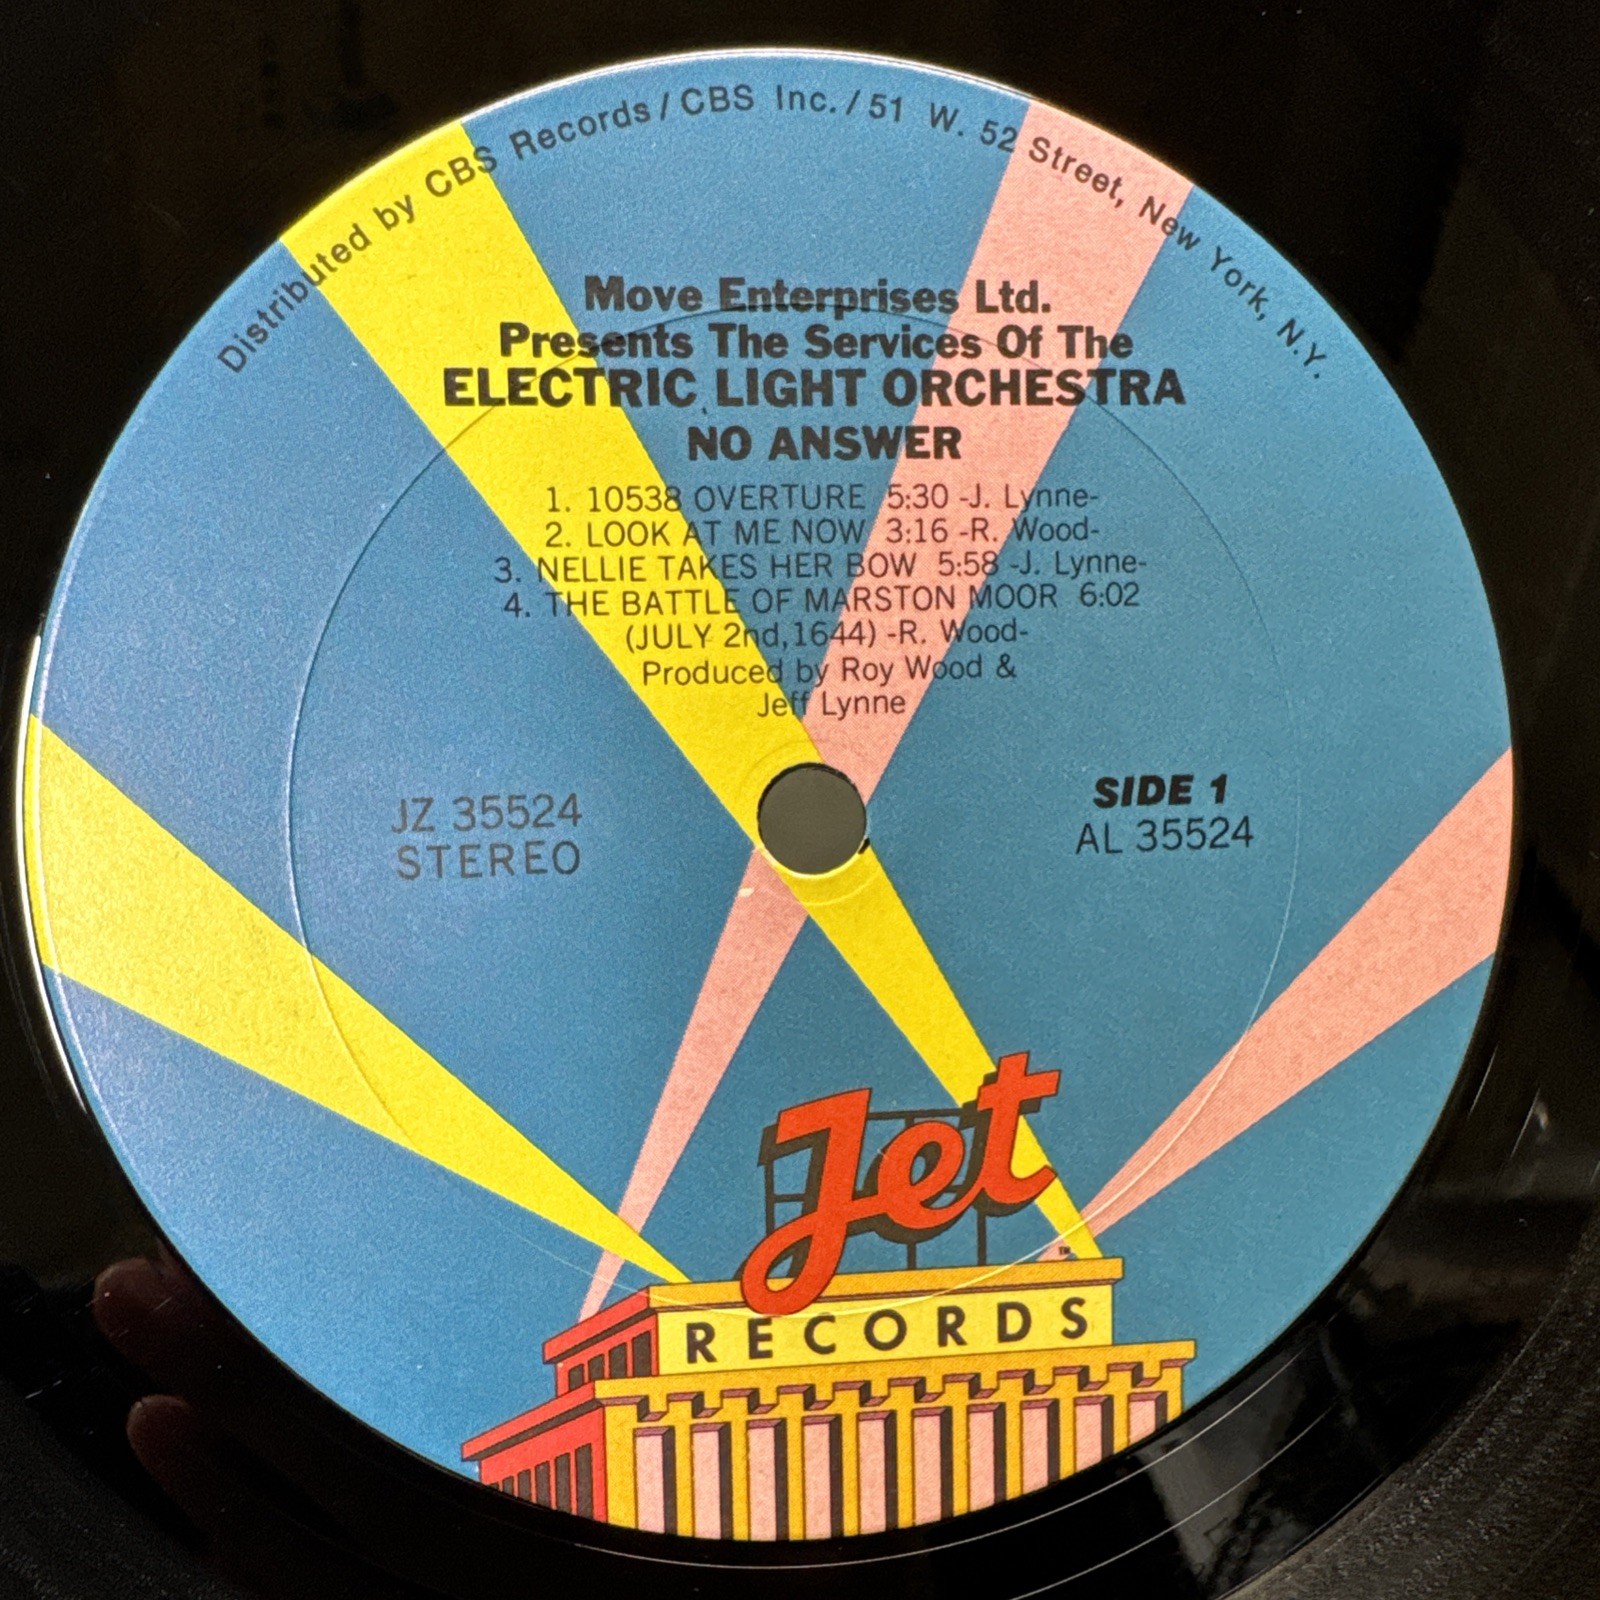 Distributed by CBS Records / CBS Inc. / 51 W. 52 Street, New York, N.Y.
Move Enterprises Ltd.
Presents The Services Of The
ELECTRIC LIGHT ORCHESTRA
NO ANSWER
1. 10538 OVERTURE 5:30 -J. Lynne-
2. LOOK AT ME NOW 3:16 -R. Wood-
3. NELLIE TAKES HER BOW 5:58 -J. Lynne-
4. THE BATTLE OF MARSTON MOOR 6:02
(JULY 2nd, 1644) -R. Wood-
Produced by Roy Wood &
Jeff Lynne
JZ 35524
STEREO
SIDE 1
AL 35524
Jet
TM
RECORDS